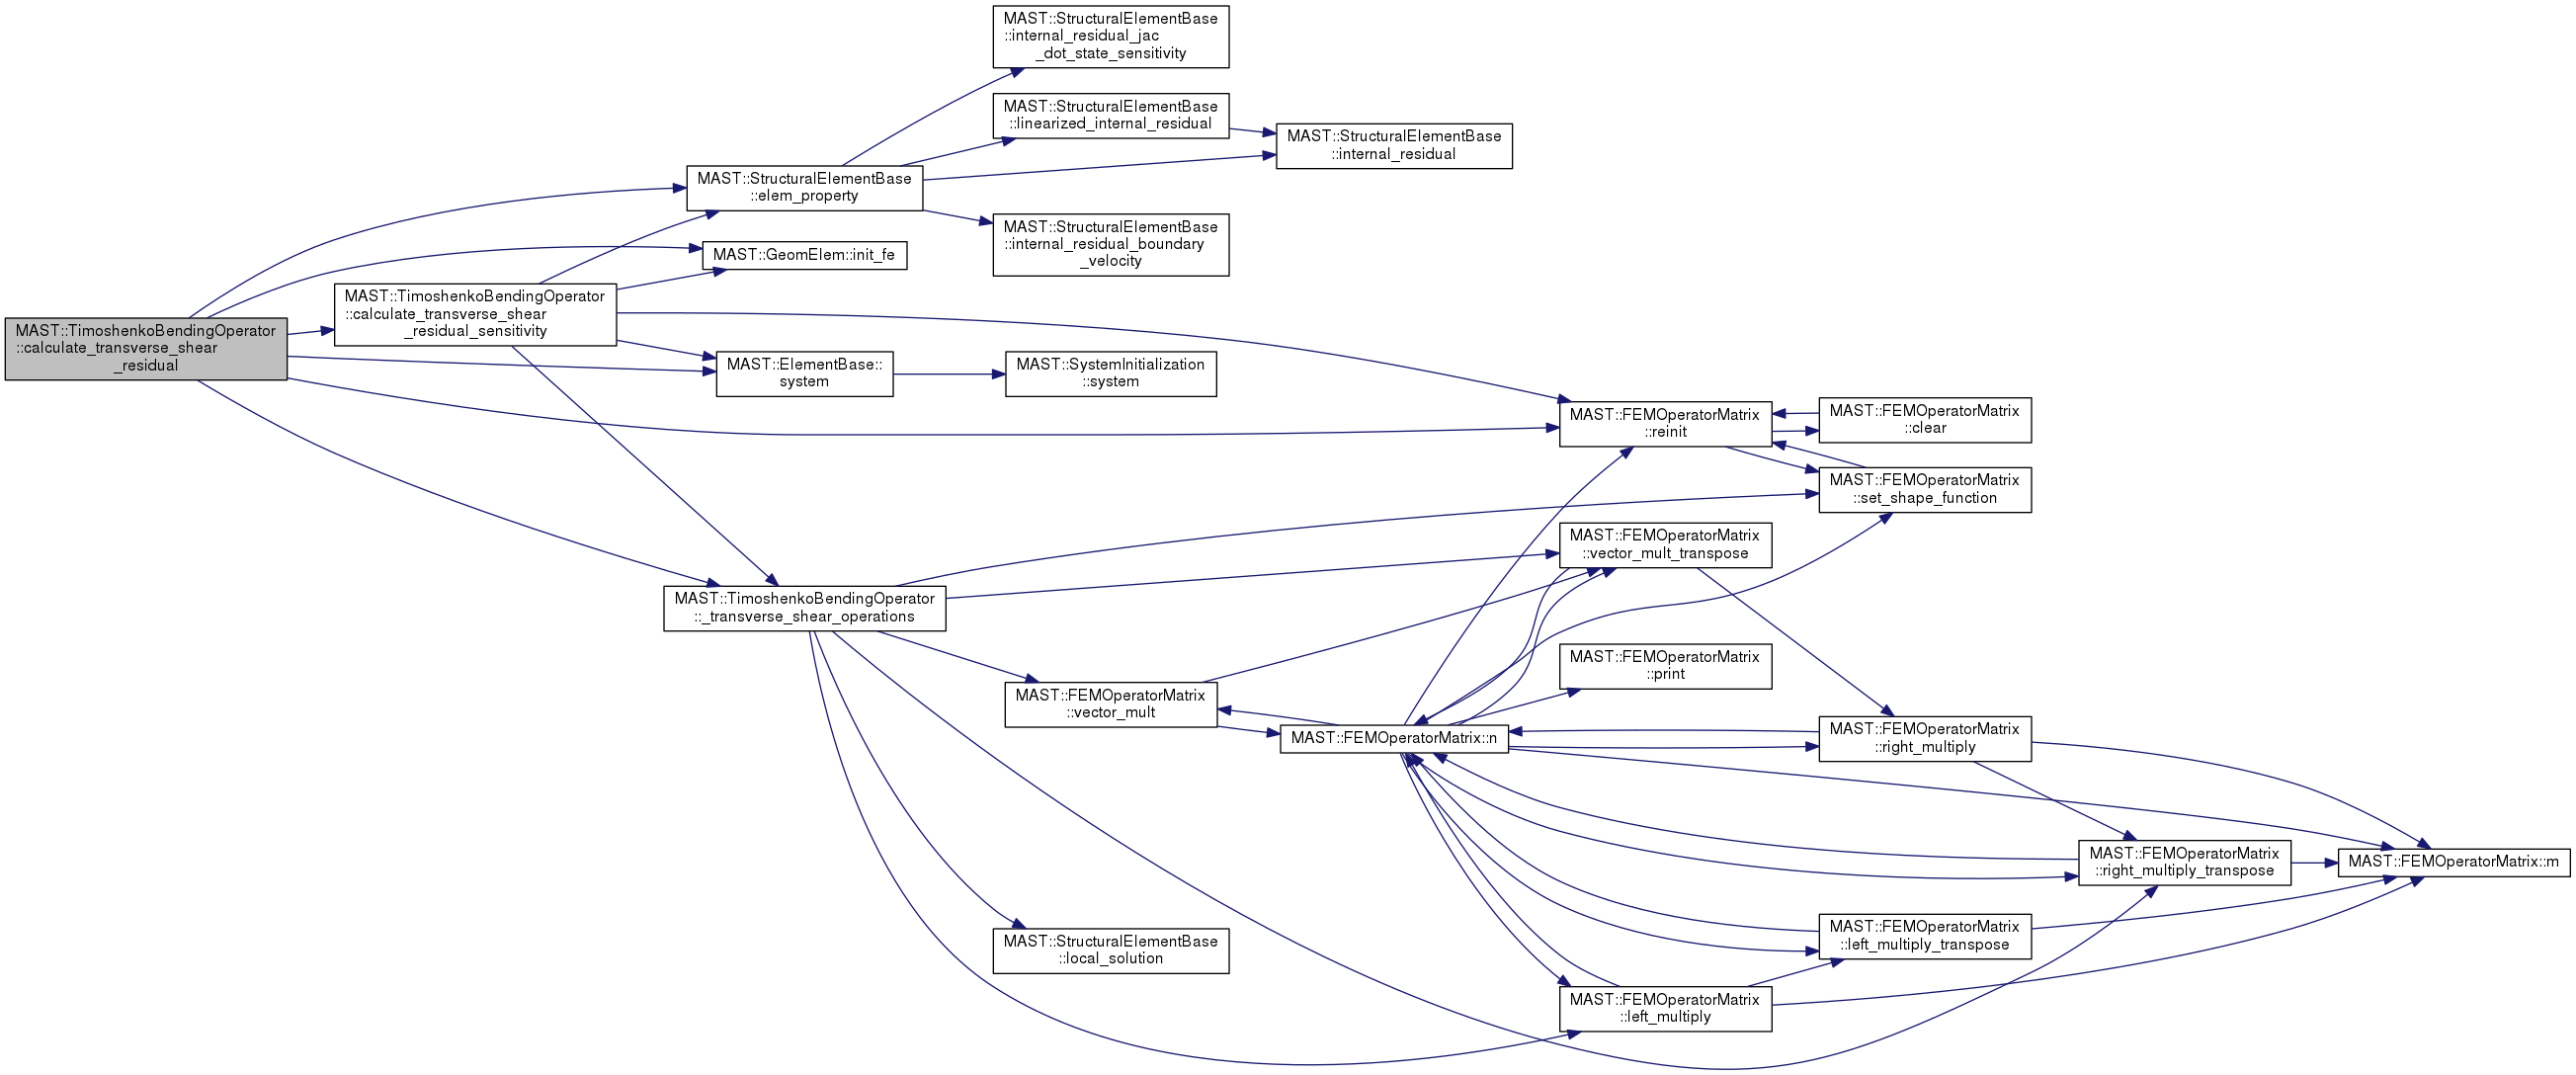 MAST::TimoshenkoBendingOperator
::calculate_transverse_shear
_residual
MAST::TimoshenkoBendingOperator
::calculate_transverse_shear
_residual_sensitivity
MAST::StructuralElementBase
::elem_property
MAST::GeomElem::init_fe
MAST::ElementBase::
system
MAST::TimoshenkoBendingOperator
::_transverse_shear_operations
MAST::StructuralElementBase
::internal_residual_jac
_dot_state_sensitivity
MAST::StructuralElementBase
::linearized_internal_residual
MAST::StructuralElementBase
::internal_residual
MAST::StructuralElementBase
::internal_residual_boundary
_velocity
MAST::SystemInitialization
::system
MAST::FEMOperatorMatrix
::reinit
MAST::FEMOperatorMatrix
::clear
MAST::FEMOperatorMatrix
::set_shape_function
MAST::FEMOperatorMatrix
::vector_mult_transpose
MAST::FEMOperatorMatrix
::print
MAST::FEMOperatorMatrix
::vector_mult
MAST::FEMOperatorMatrix::n
MAST::FEMOperatorMatrix
::right_multiply
MAST::FEMOperatorMatrix
::right_multiply_transpose
MAST::FEMOperatorMatrix::m
MAST::FEMOperatorMatrix
::left_multiply_transpose
MAST::StructuralElementBase
::local_solution
MAST::FEMOperatorMatrix
::left_multiply